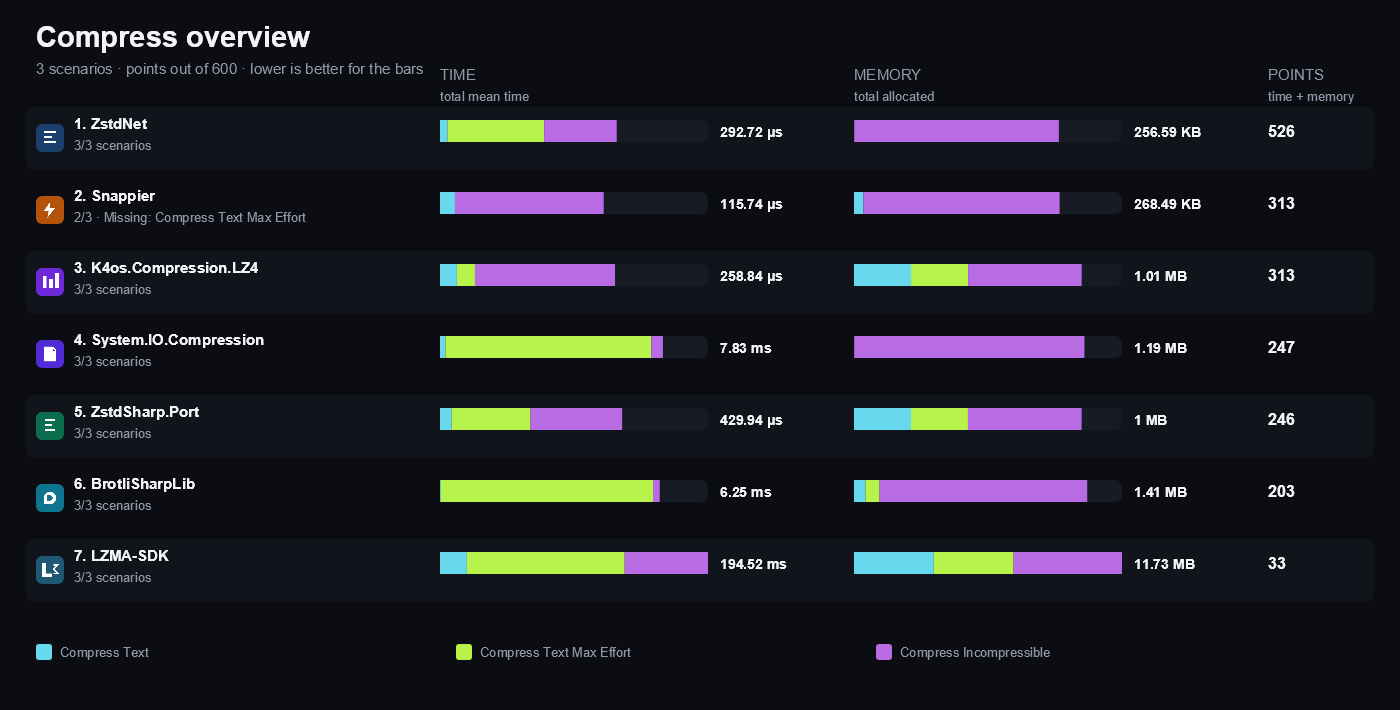 Compress overview
3 scenarios · points out of 600 · lower is better for the bars
TIME
total mean time
MEMORY
total allocated
POINTS
time + memory
1. ZstdNet
3/3 scenarios
292.72 µs
256.59 KB
526
2. Snappier
2/3 · Missing: Compress Text Max Effort
115.74 µs
268.49 KB
313
3. K4os.Compression.LZ4
3/3 scenarios
258.84 µs
1.01 MB
313
4. System.IO.Compression
3/3 scenarios
7.83 ms
1.19 MB
247
5. ZstdSharp.Port
3/3 scenarios
429.94 µs
1 MB
246
6. BrotliSharpLib
3/3 scenarios
6.25 ms
1.41 MB
203
7. LZMA-SDK
3/3 scenarios
194.52 ms
11.73 MB
33
Compress Text
Compress Text Max Effort
Compress Incompressible